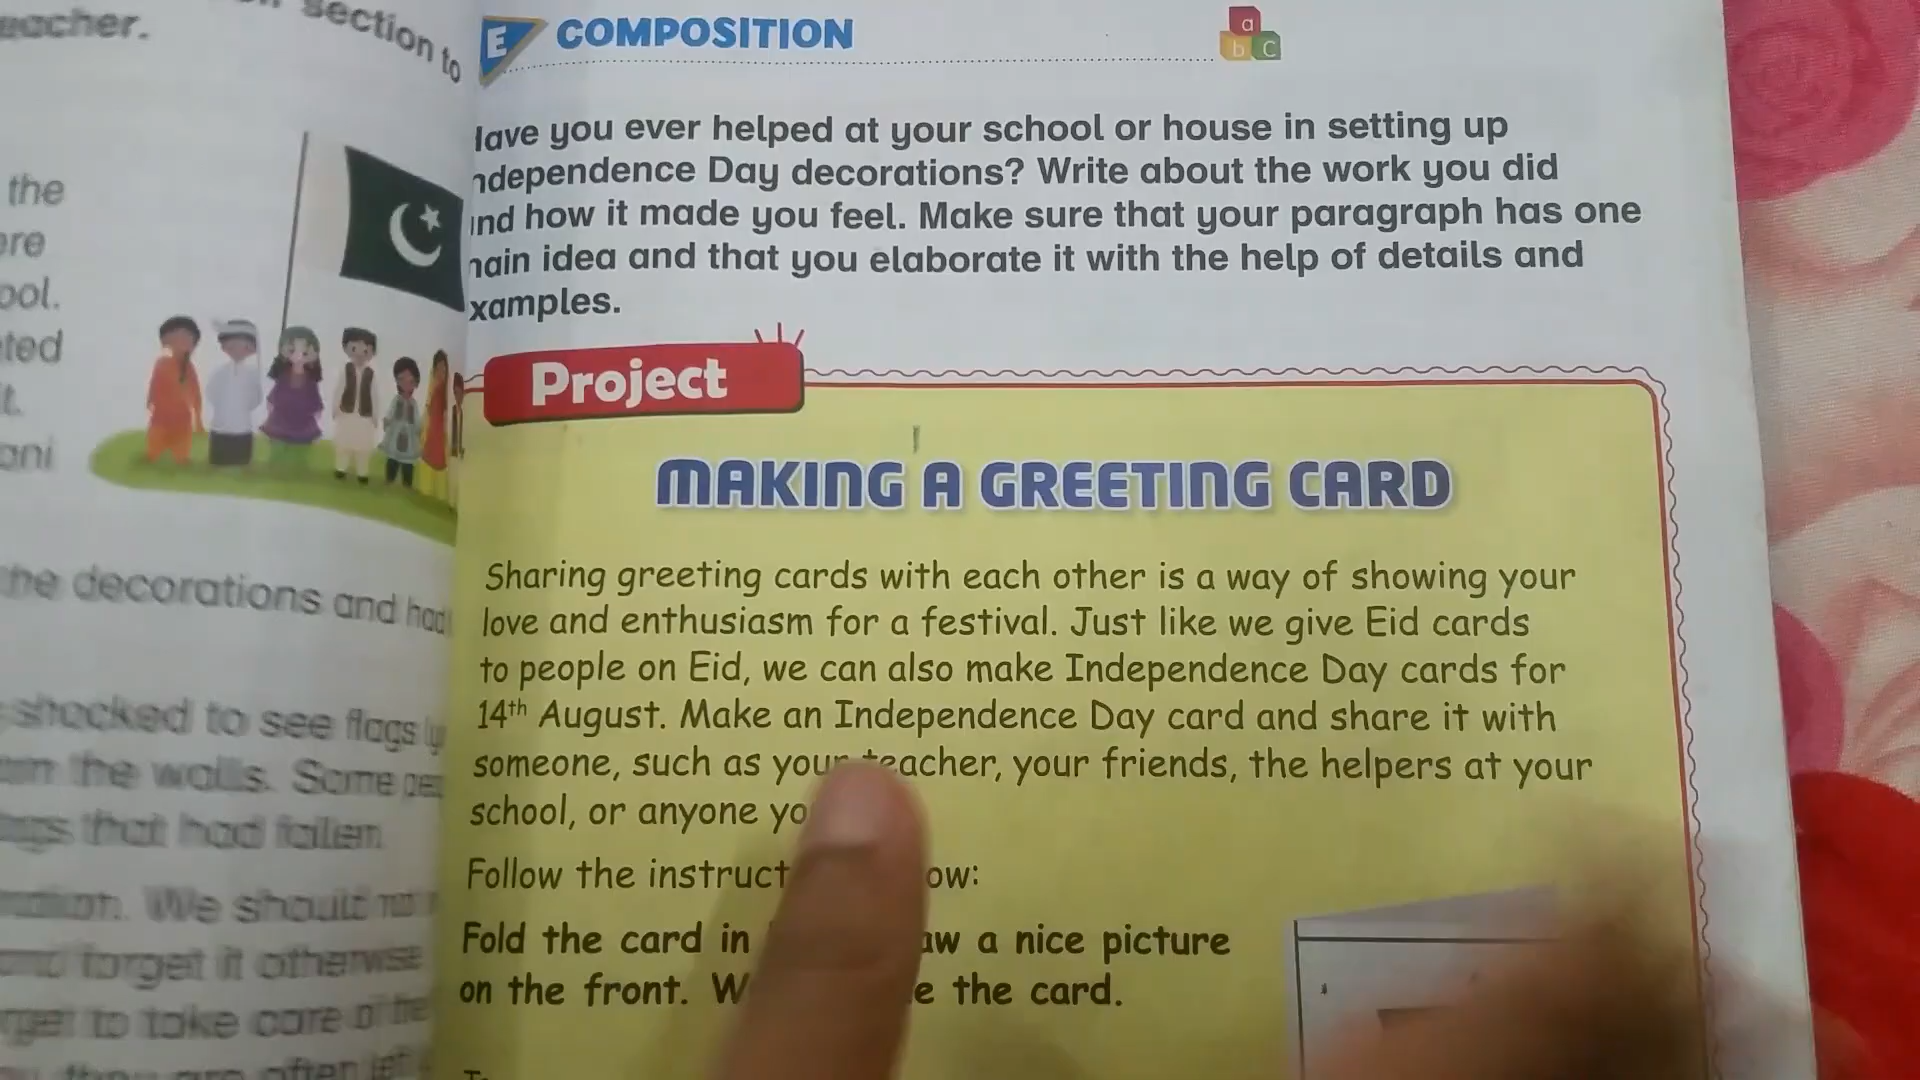 eacher.
section to
the
ool.
the decorations and had
shocked to see flags
the walls. Some
that had fallen.
We should
forget it otherwise
to take care of the
often
E COMPOSITION
a
b C
ave you ever helped at your school or house in setting up
ndependence Day decorations? Write about the work you did
nd how it made you feel. Make sure that your paragraph has one
ain idea and that you elaborate it with the help of details and
xamples.
Project
MAKING A GREETING CARD
Sharing greeting cards with each other is a way of showing your
love and enthusiasm for a festival. Just like we give Eid cards
to people on Eid, we can also make Independence Day cards for
14th August. Make an Independence Day card and share it with
someone, such as your teacher, your friends, the helpers at your
school, or anyone yo
Follow the instruct ow:
Fold the card in aw a nice picture
on the front. W e the card.